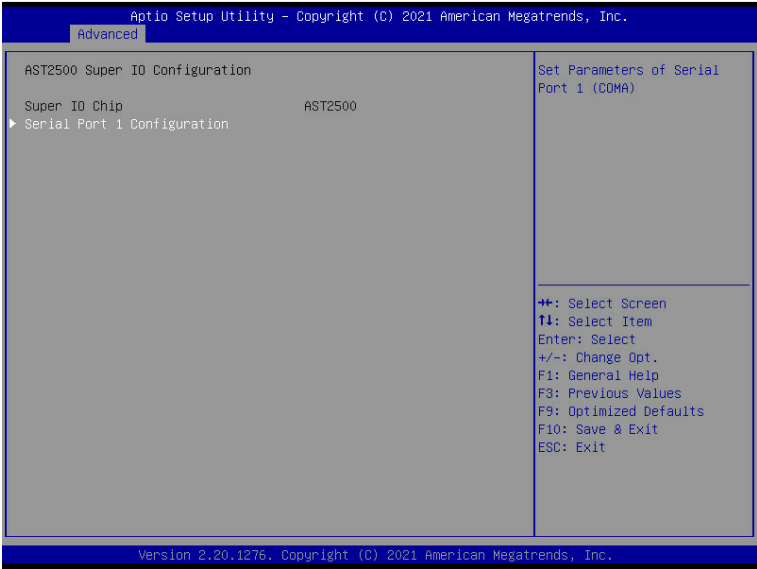 Aptio Setup Utility – Copyright (C) 2021 American Megatrends, Inc.
Advanced
AST2500 Super IO Configuration
Super IO Chip AST2500
Serial Port 1 Configuration
Set Parameters of Serial
Port 1 (COMA)
→←: Select Screen
↑↓: Select Item
Enter: Select
+/-: Change Opt.
F1: General Help
F3: Previous Values
F9: Optimized Defaults
F10: Save & Exit
ESC: Exit
Version 2.20.1276. Copyright (C) 2021 American Megatrends, Inc.